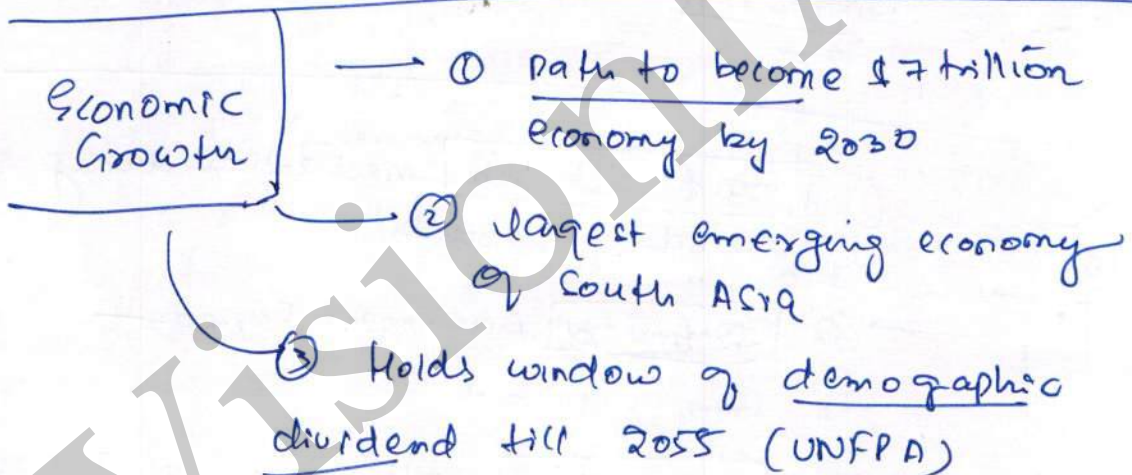 Economic
Growth
→ ① Path to become $7 trillion
economy by 2030
→ ② largest emerging economy
of South Asia
③ Holds window of demographic
dividend till 2055 (UNFPA)
Vision